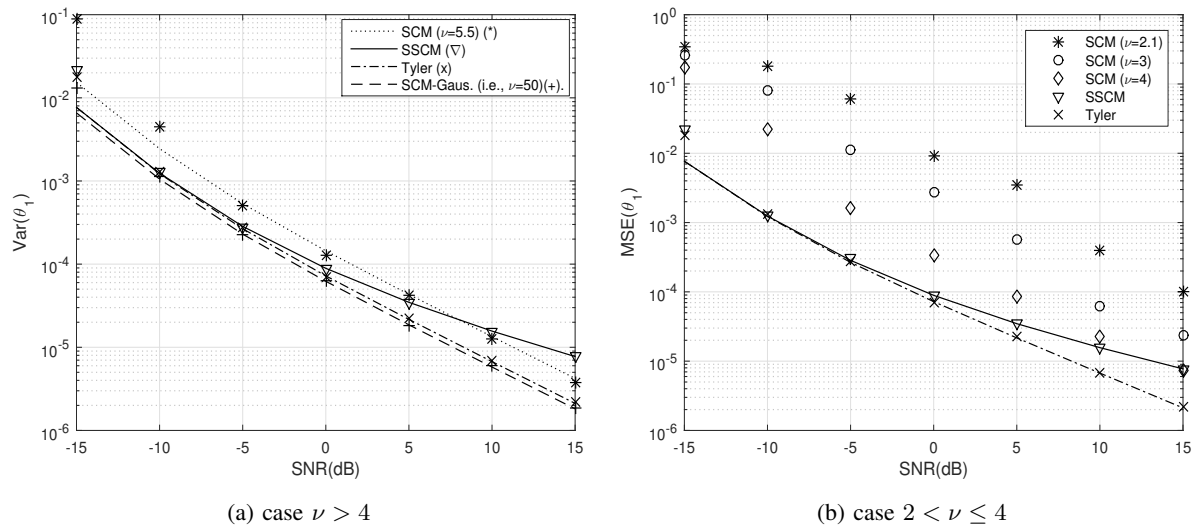 10^-1
10^-2
10^-3
10^-4
10^-5
10^-6
Var(θ_1)
-15 -10 -5 0 5 10 15
SNR(dB)
SCM (ν=5.5) (*)
SSCM (∇)
Tyler (x)
SCM-Gaus. (i.e., ν=50)(+).
(a) case ν > 4
10^0
10^-1
10^-2
10^-3
10^-4
10^-5
10^-6
MSE(θ_1)
-15 -10 -5 0 5 10 15
SNR(dB)
SCM (ν=2.1)
SCM (ν=3)
SCM (ν=4)
SSCM
Tyler
(b) case 2 < ν ≤ 4